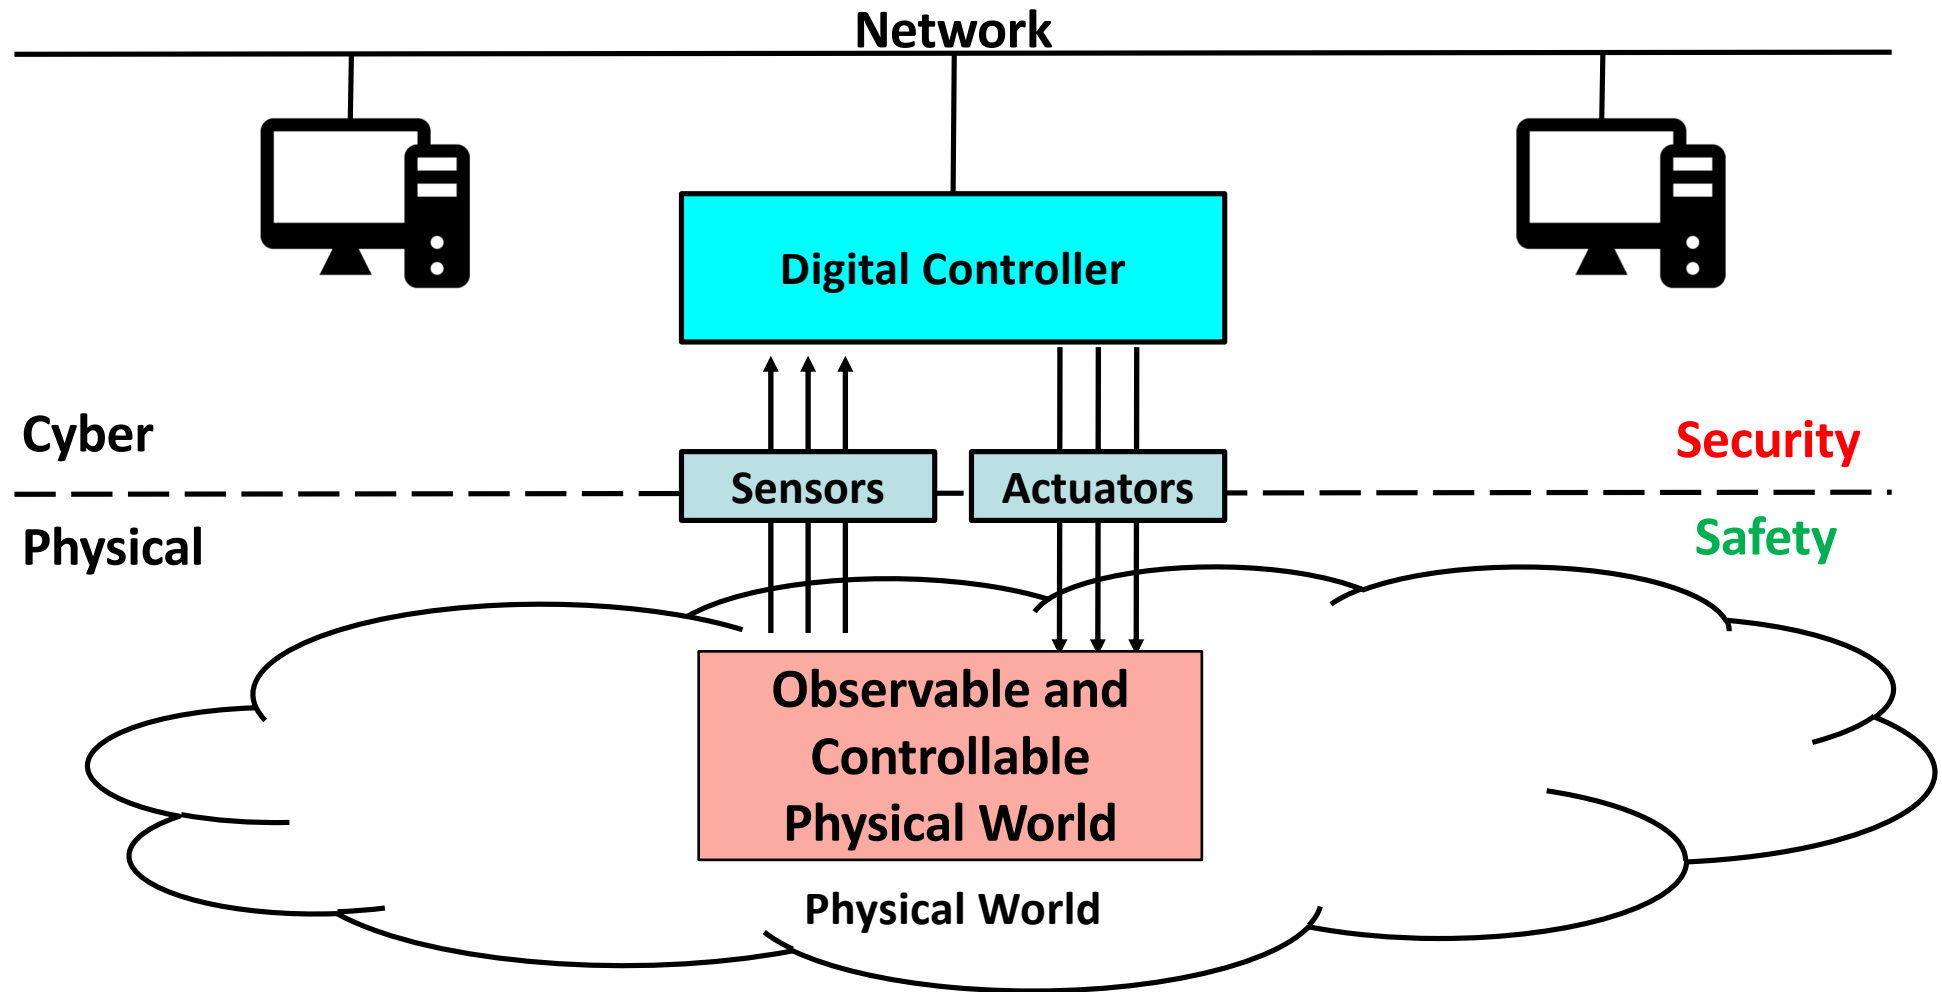 Network
Digital Controller
Cyber
Security
Sensors
Actuators
Physical
Safety
Observable and
Controllable
Physical World
Physical World